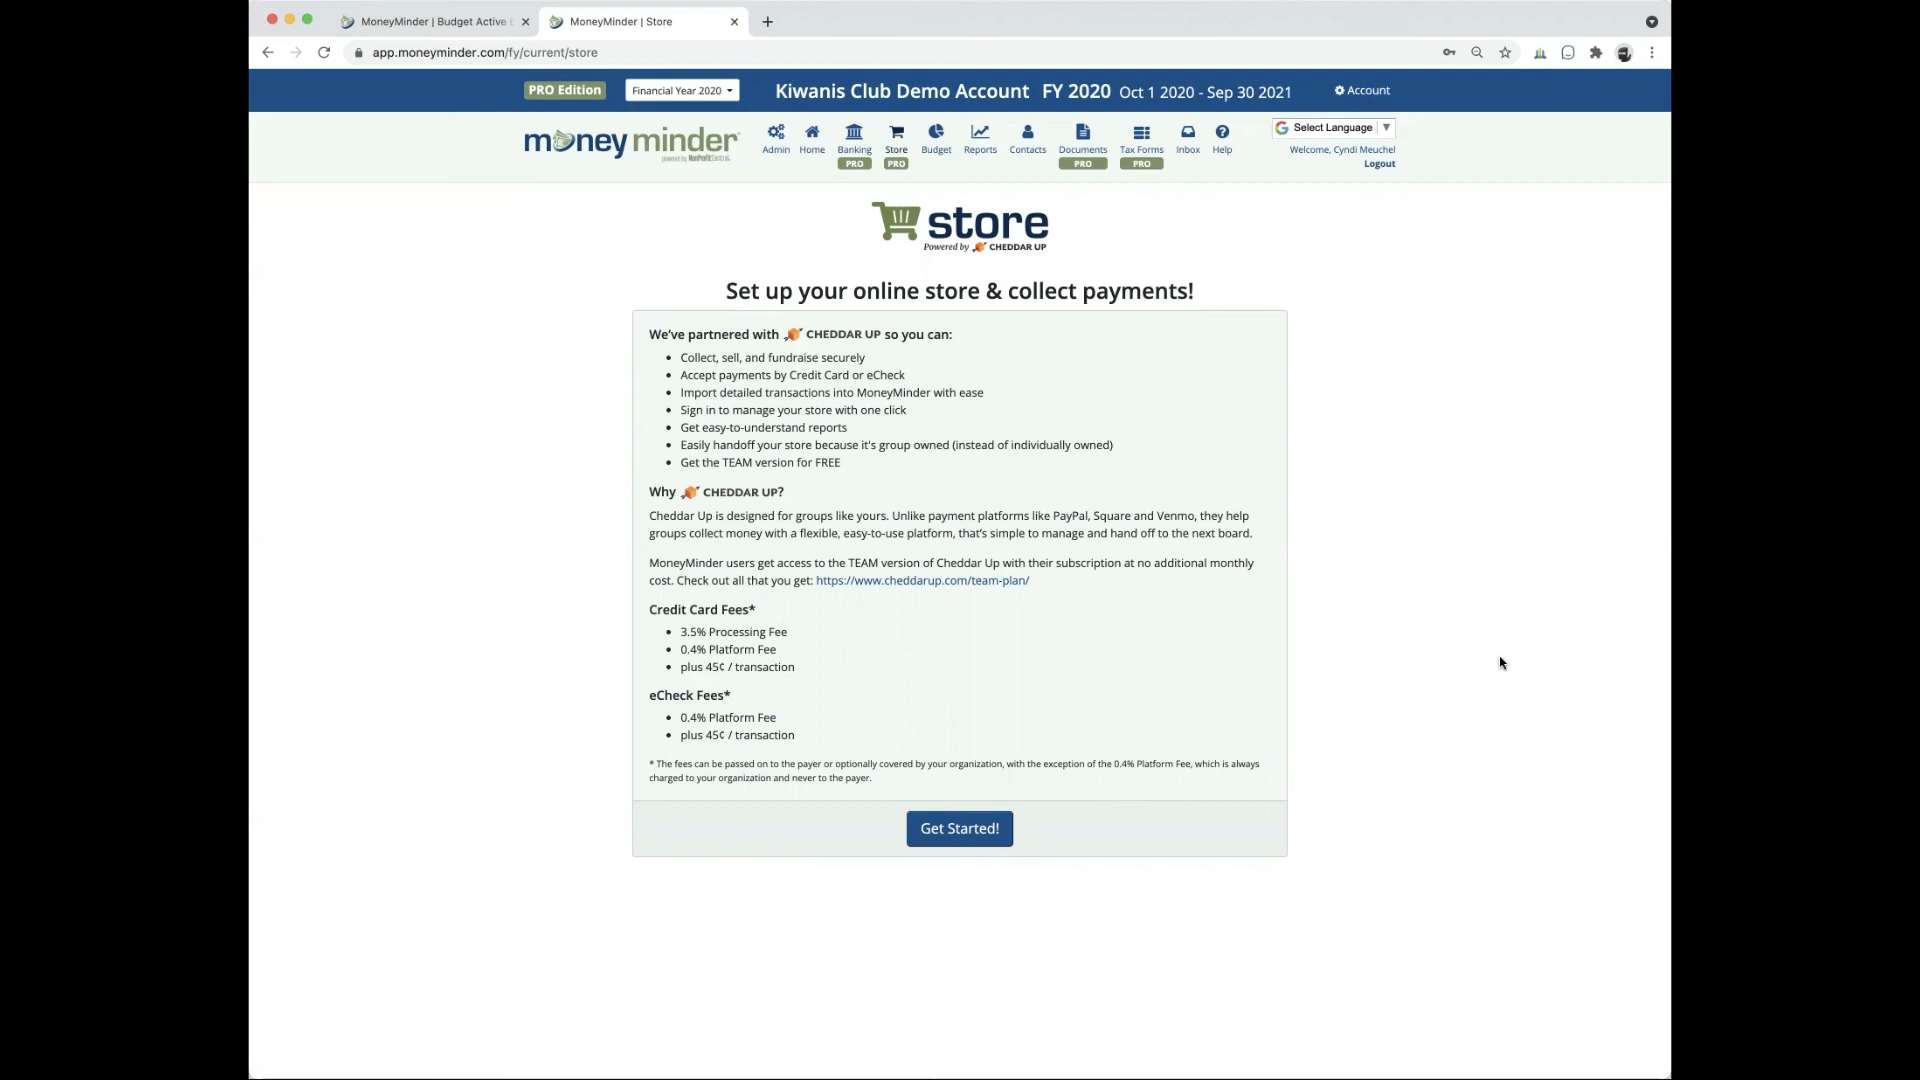 MoneyMinder | Budget Active
MoneyMinder | Store
app.moneyminder.com/fy/current/store
PRO Edition
Financial Year 2020
Kiwanis Club Demo Account FY 2020 Oct 1 2020 - Sep 30 2021
Account
money minder
powered by NonProfit Central
Admin
Home
Banking
PRO
Store
PRO
Budget
Reports
Contacts
Documents
PRO
Tax Forms
PRO
Inbox
Help
Select Language
Welcome, Cyndi Meuchel
Logout
store
Powered by CHEDDAR UP
Set up your online store & collect payments!
We've partnered with CHEDDAR UP so you can:
Collect, sell, and fundraise securely
Accept payments by Credit Card or eCheck
Import detailed transactions into MoneyMinder with ease
Sign in to manage your store with one click
Get easy-to-understand reports
Easily handoff your store because it's group owned (instead of individually owned)
Get the TEAM version for FREE
Why CHEDDAR UP?
Cheddar Up is designed for groups like yours. Unlike payment platforms like PayPal, Square and Venmo, they help
groups collect money with a flexible, easy-to-use platform, that's simple to manage and hand off to the next board.
MoneyMinder users get access to the TEAM version of Cheddar Up with their subscription at no additional monthly
cost. Check out all that you get: https://www.cheddarup.com/team-plan/
Credit Card Fees*
3.5% Processing Fee
0.4% Platform Fee
plus 45¢ / transaction
eCheck Fees*
0.4% Platform Fee
plus 45¢ / transaction
* The fees can be passed on to the payer or optionally covered by your organization, with the exception of the 0.4% Platform Fee, which is always
charged to your organization and never to the payer.
Get Started!